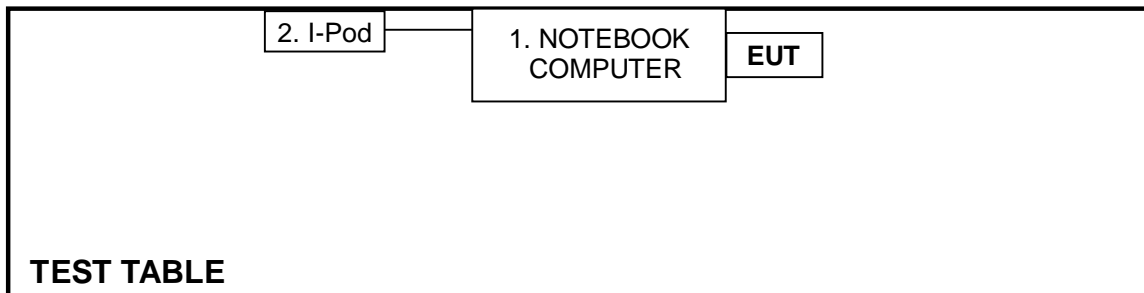 2. I-Pod
1. NOTEBOOK
COMPUTER
EUT
TEST TABLE